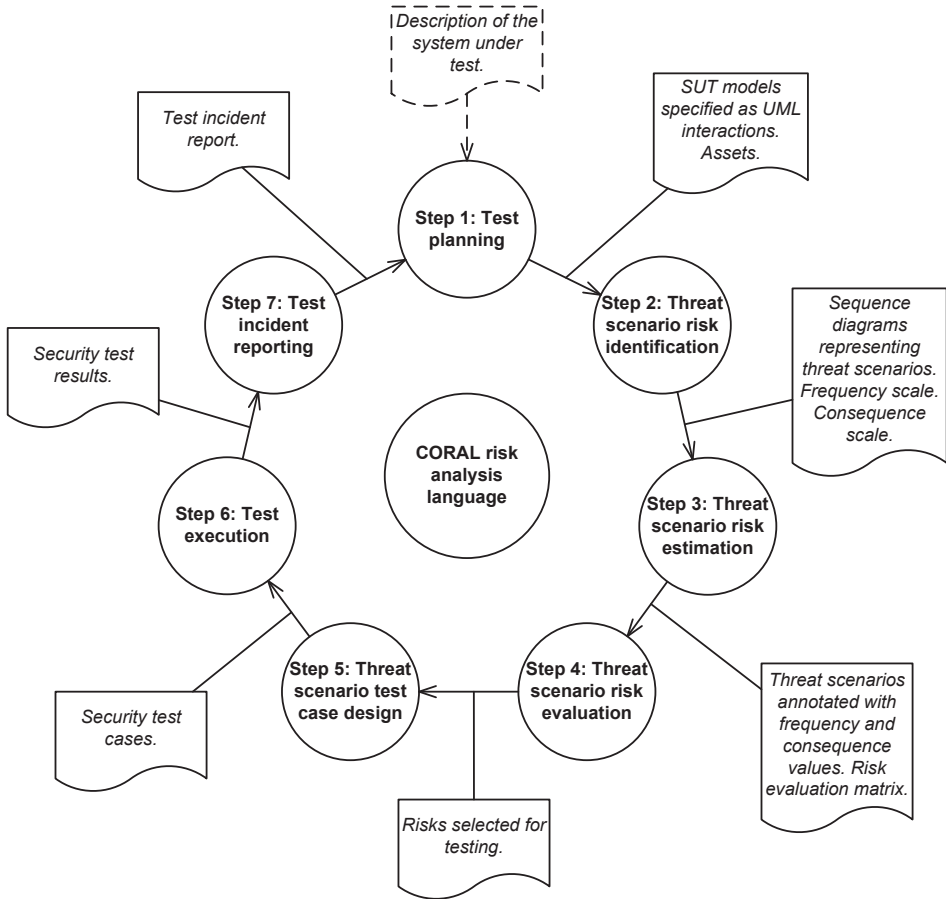 Description of the
system under
test.
Test incident
report.
SUT models
specified as UML
interactions.
Assets.
Step 1: Test
planning
Step 7: Test
incident
reporting
Step 2: Threat
scenario risk
identification
Security test
results.
Sequence
diagrams
representing
threat scenarios.
Frequency scale.
Consequence
scale.
CORAL risk
analysis
language
Step 6: Test
execution
Step 3: Threat
scenario risk
estimation
Step 5: Threat
scenario test
case design
Step 4: Threat
scenario risk
evaluation
Security test
cases.
Threat scenarios
annotated with
frequency and
consequence
values. Risk
evaluation matrix.
Risks selected for
testing.